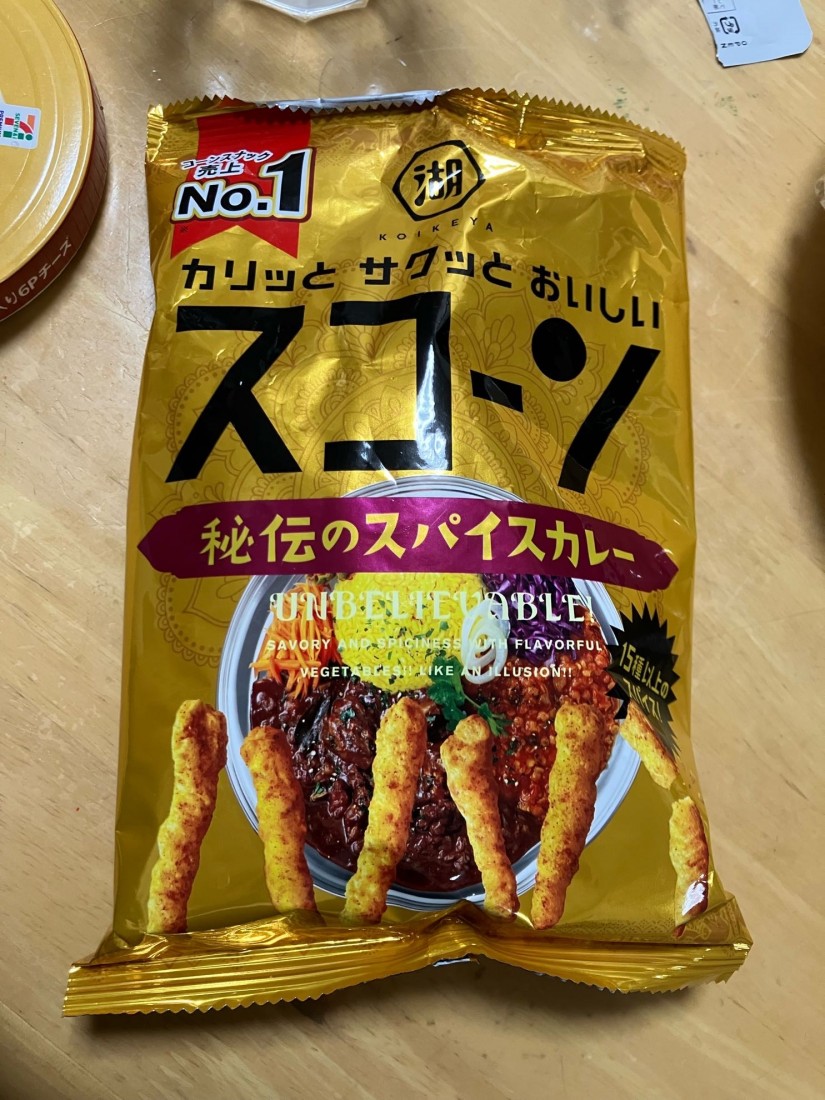 コーンスナック
売上
No.1
湖
KOIKEYA
カリッと サクッと おいしい
スコーン
秘伝のスパイスカレー
UNBELIEVABLE!
SAVORY AND SPICINESS WITH FLAVORFUL
VEGETABLES!! LIKE AN ILLUSION!!
15種以上の
スパイス!
り6Pチーズ
OPEN